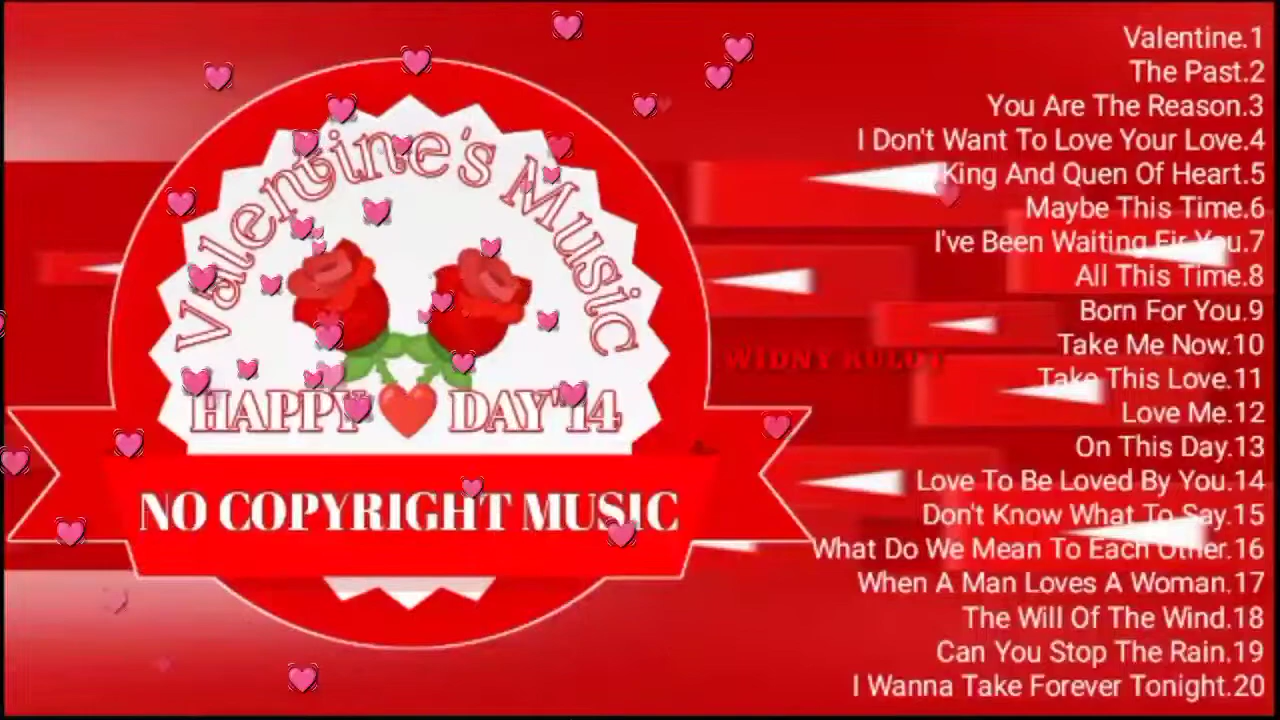 Valentine's Music
HAPPY ❤️ DAY'14
NO COPYRIGHT MUSIC
WIDNY KULOT
Valentine.1
The Past.2
You Are The Reason.3
I Don't Want To Love Your Love.4
King And Quen Of Heart.5
Maybe This Time.6
I've Been Waiting Fir You.7
All This Time.8
Born For You.9
Take Me Now.10
Take This Love.11
Love Me.12
On This Day.13
Love To Be Loved By You.14
Don't Know What To Say.15
What Do We Mean To Each Other.16
When A Man Loves A Woman.17
The Will Of The Wind.18
Can You Stop The Rain.19
I Wanna Take Forever Tonight.20